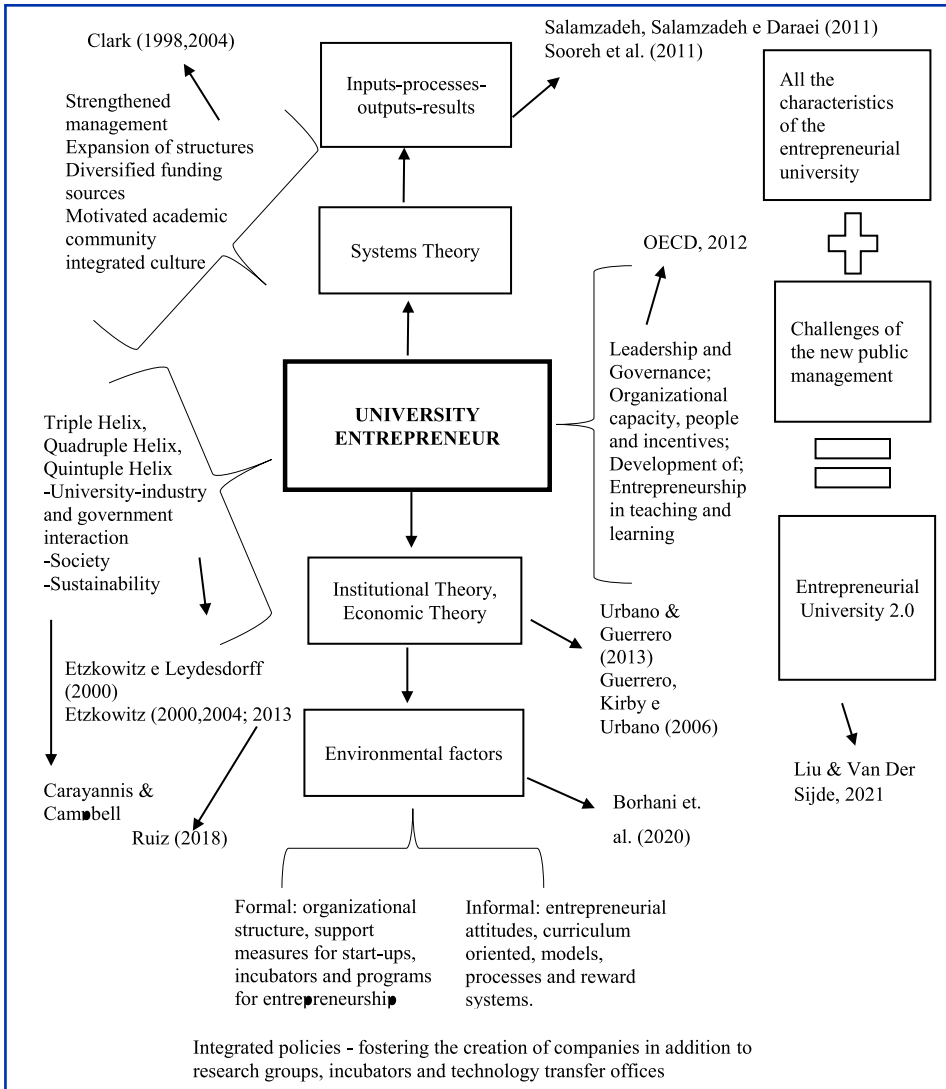 Clark (1998,2004)
Strengthened
management
Expansion of structures
Diversified funding
sources
Motivated academic
community
integrated culture
Inputs-processes-
outputs-results
Salamzadeh, Salamzadeh e Daraei (2011)
Sooreh et al. (2011)
Systems Theory
UNIVERSITY
ENTREPRENEUR
OECD, 2012
Leadership and
Governance;
Organizational
capacity, people
and incentives;
Development of;
Entrepreneurship
in teaching and
learning
All the
characteristics
of the
entrepreneurial
university
Challenges of
the new public
management
Entrepreneurial
University 2.0
Liu & Van Der
Sijde, 2021
Triple Helix,
Quadruple Helix,
Quintuple Helix
-University-industry
and government
interaction
-Society
-Sustainability
Etzkowitz e Leydesdorff
(2000)
Etzkowitz (2000,2004; 2013
Carayannis &
Campbell
Ruiz (2018)
Institutional Theory,
Economic Theory
Urbano &
Guerrero
(2013)
Guerrero,
Kirby e
Urbano (2006)
Environmental factors
Borhani et.
al. (2020)
Formal: organizational
structure, support
measures for start-ups,
incubators and programs
for entrepreneurship
Informal: entrepreneurial
attitudes, curriculum
oriented, models,
processes and reward
systems.
Integrated policies - fostering the creation of companies in addition to
research groups, incubators and technology transfer offices